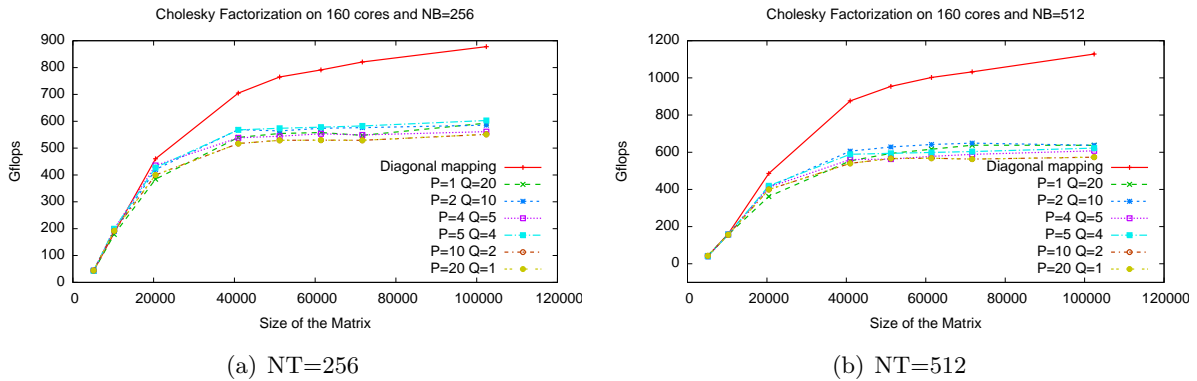 Cholesky Factorization on 160 cores and NB=256
900
800
700
600
500
400
300
200
100
0
Gflops
0 20000 40000 60000 80000 100000 120000
Size of the Matrix
Diagonal mapping
P=1 Q=20
P=2 Q=10
P=4 Q=5
P=5 Q=4
P=10 Q=2
P=20 Q=1
(a) NT=256
Cholesky Factorization on 160 cores and NB=512
1200
1000
800
600
400
200
0
Gflops
0 20000 40000 60000 80000 100000 120000
Size of the Matrix
Diagonal mapping
P=1 Q=20
P=2 Q=10
P=4 Q=5
P=5 Q=4
P=10 Q=2
P=20 Q=1
(b) NT=512